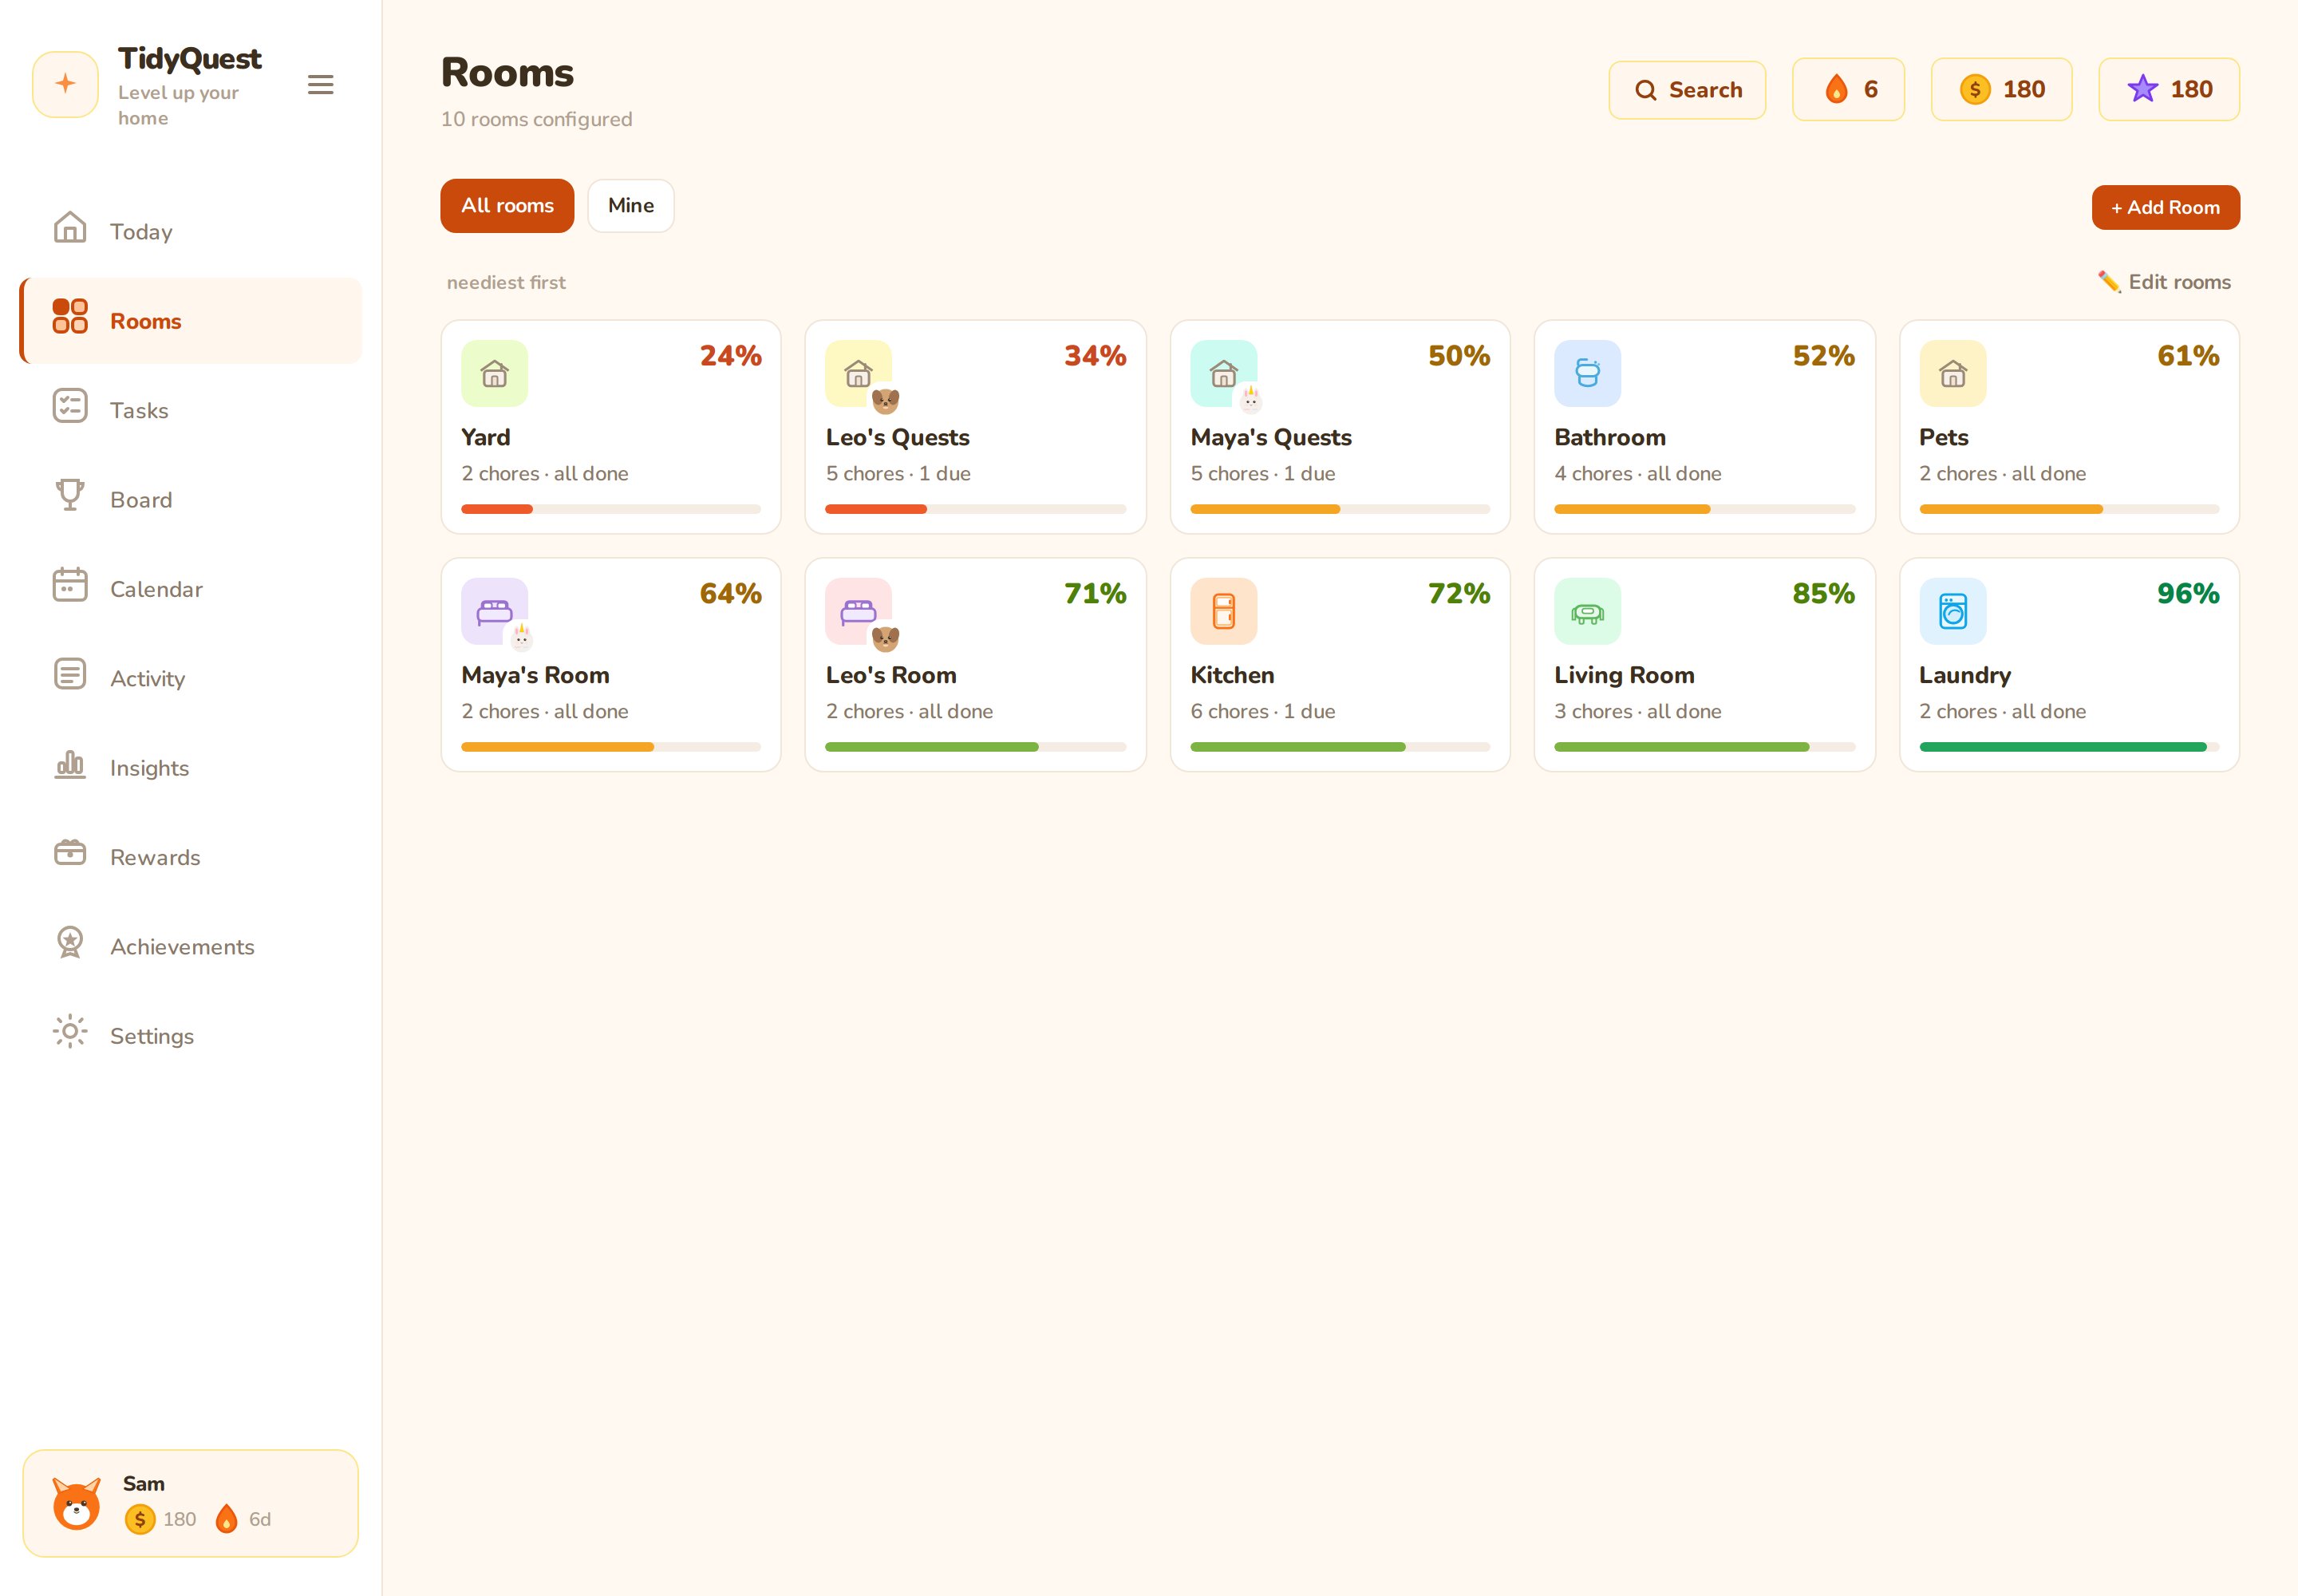 TidyQuest
Level up your
home
Today
Rooms
Tasks
Board
Calendar
Activity
Insights
Rewards
Achievements
Settings
Sam
$ 180 6d
Rooms
10 rooms configured
Search
6
$ 180
180
All rooms
Mine
+ Add Room
neediest first
✏️ Edit rooms
24%
Yard
2 chores · all done
34%
Leo's Quests
5 chores · 1 due
50%
Maya's Quests
5 chores · 1 due
52%
Bathroom
4 chores · all done
61%
Pets
2 chores · all done
64%
Maya's Room
2 chores · all done
71%
Leo's Room
2 chores · all done
72%
Kitchen
6 chores · 1 due
85%
Living Room
3 chores · all done
96%
Laundry
2 chores · all done